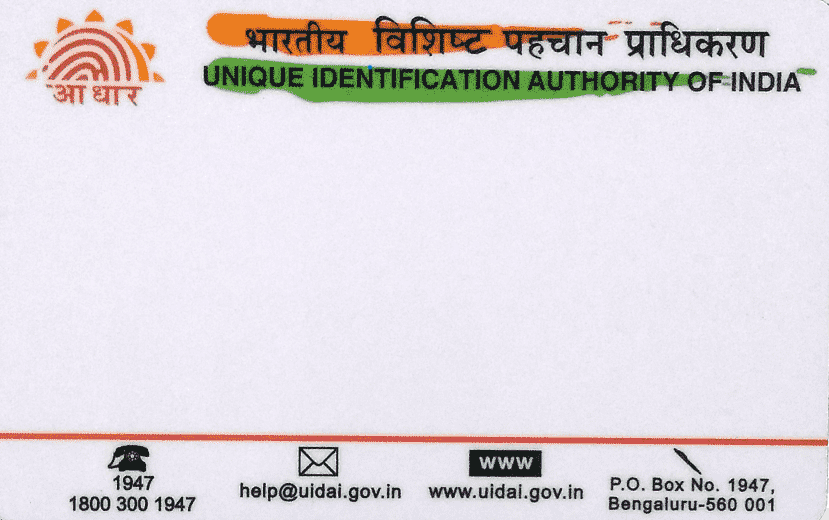 भारतीय विशिष्ट पहचान प्राधिकरण
UNIQUE IDENTIFICATION AUTHORITY OF INDIA
आधार
1947
1800 300 1947
help@uidai.gov.in
WWW
www.uidai.gov.in
P.O. Box No. 1947,
Bengaluru-560 001